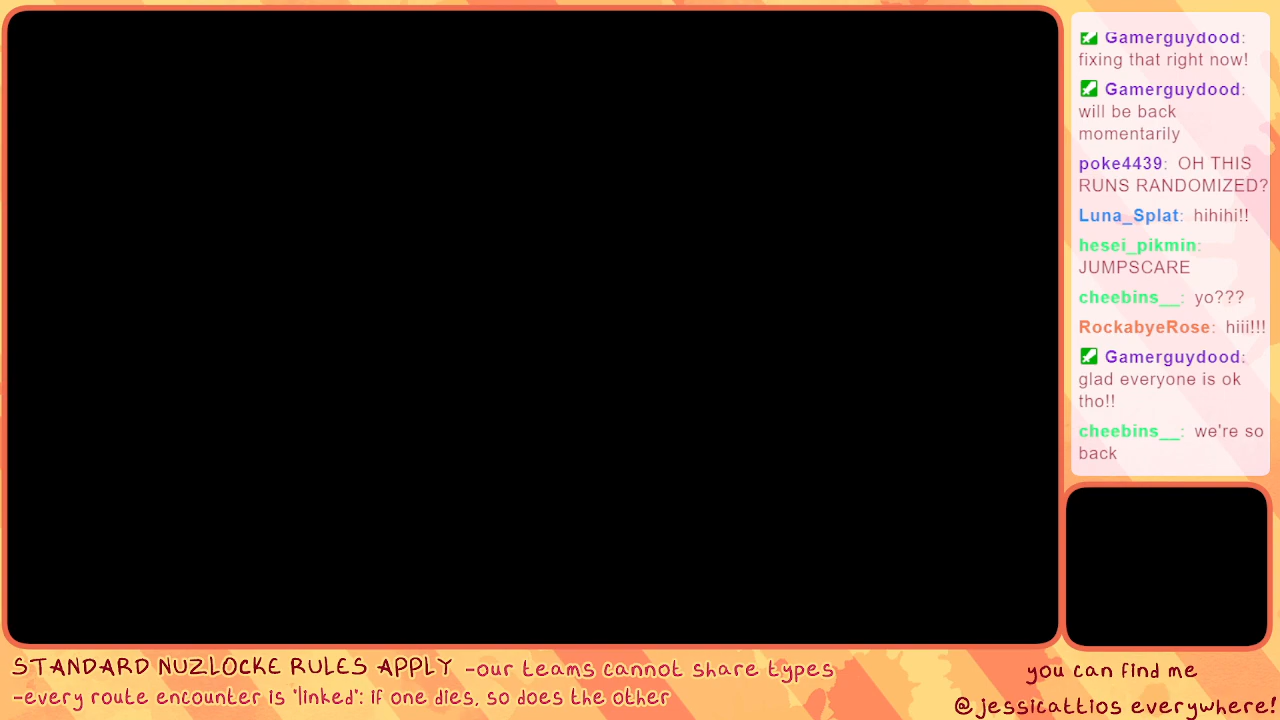 Gamerguydood:
fixing that right now!
Gamerguydood:
will be back
momentarily
poke4439: OH THIS
RUNS RANDOMIZED?
Luna_Splat: hihihi!!
hesei_pikmin:
JUMPSCARE
cheebins__: yo???
RockabyeRose: hiii!!!
Gamerguydood:
glad everyone is ok
tho!!
cheebins__: we're so
back
STANDARD NUZLOCKE RULES APPLY -our teams cannot share types
-every route encounter is "linked": if one dies, so does the other
you can find me
@jessicattios everywhere!